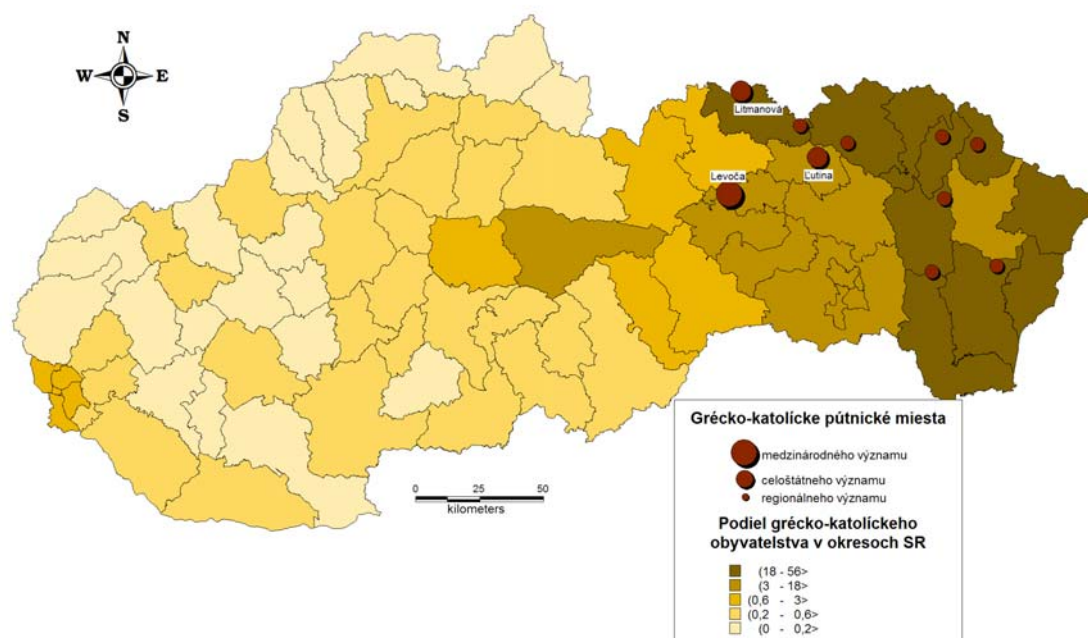 N
W E
S
Litmanová
Ľutina
Levoča
0 25 50
kilometers
Grécko-katolícke pútnické miesta
medzinárodného významu
celoštátneho významu
regionálneho významu
Podiel grécko-katolíckeho
obyvatelstva v okresoch SR
(18 - 56>
(3 - 18>
(0,6 - 3>
(0,2 - 0,6>
(0 - 0,2>